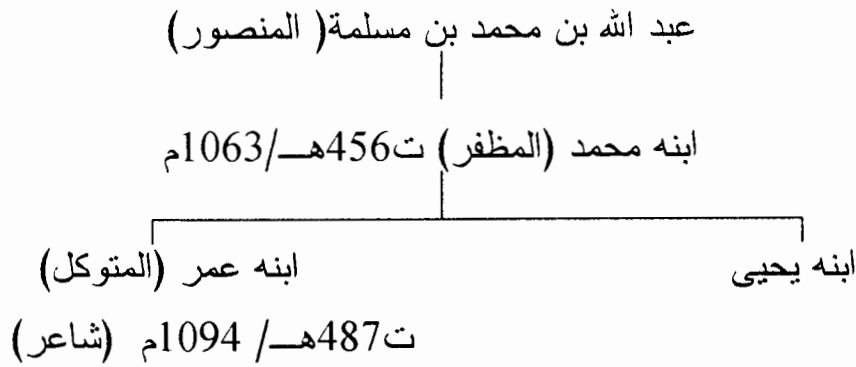 عبد الله بن محمد بن مسلمة( المنصور)
ابنه محمد (المظفر) ت456هـ/1063م
ابنه يحيى
ابنه عمر (المتوكل)
ت487هـ/ 1094م (شاعر)